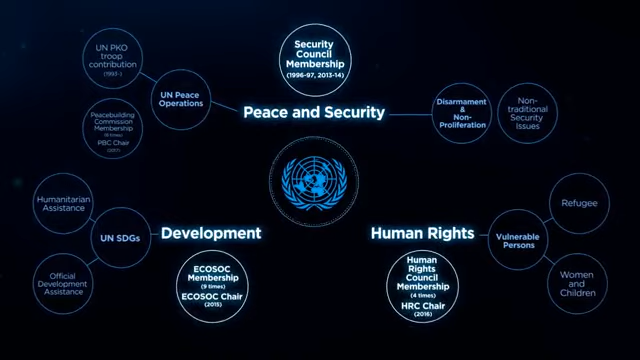 Security
Council
Membership
(1996-97, 2013-14)
UN PKO
troop
contribution
(1993-)
UN Peace
Operations
Peacebuilding
Commission
Membership
PBC Chair
(2017)
Peace and Security
Disarmament
&
Non-
Proliferation
Non-
traditional
Security
Issues
Humanitarian
Assistance
UN SDGs
Official
Development
Assistance
Development
ECOSOC
Membership
(9 times)
ECOSOC Chair
(2015)
Human Rights
Human
Rights
Council
Membership
(4 times)
HRC Chair
(2016)
Vulnerable
Persons
Refugee
Women
and
Children